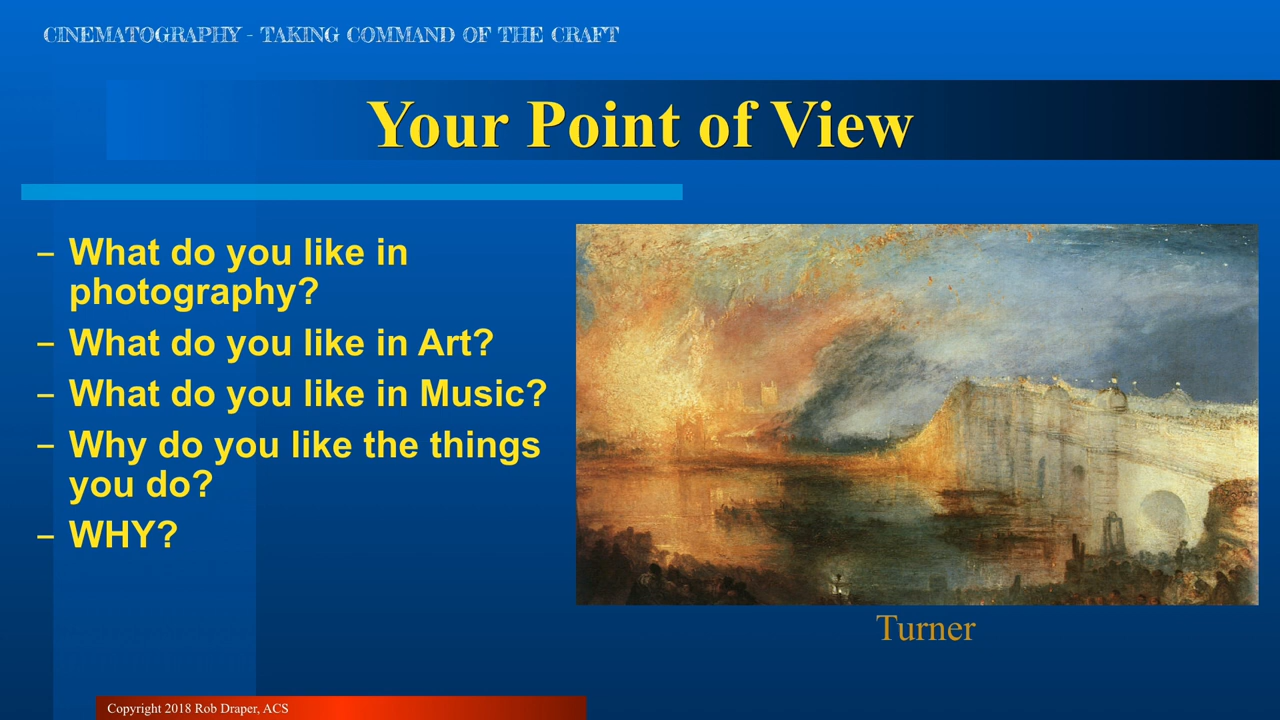 CINEMATOGRAPHY - TAKING COMMAND OF THE CRAFT
Your Point of View
– What do you like in
photography?
– What do you like in Art?
– What do you like in Music?
– Why do you like the things
you do?
– WHY?
Turner
Copyright 2018 Rob Draper, ACS